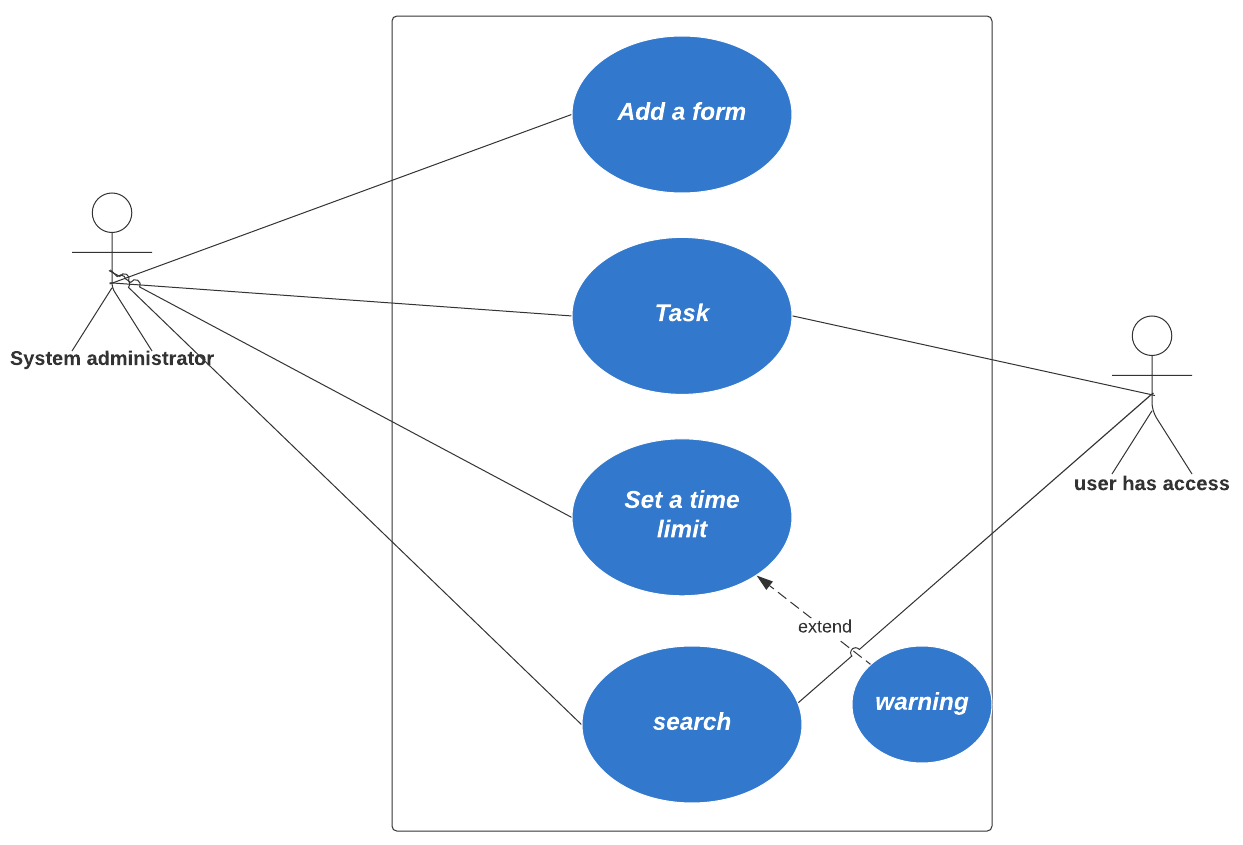 Add a form
Task
System administrator
user has access
Set a time
limit
extend
warning
search